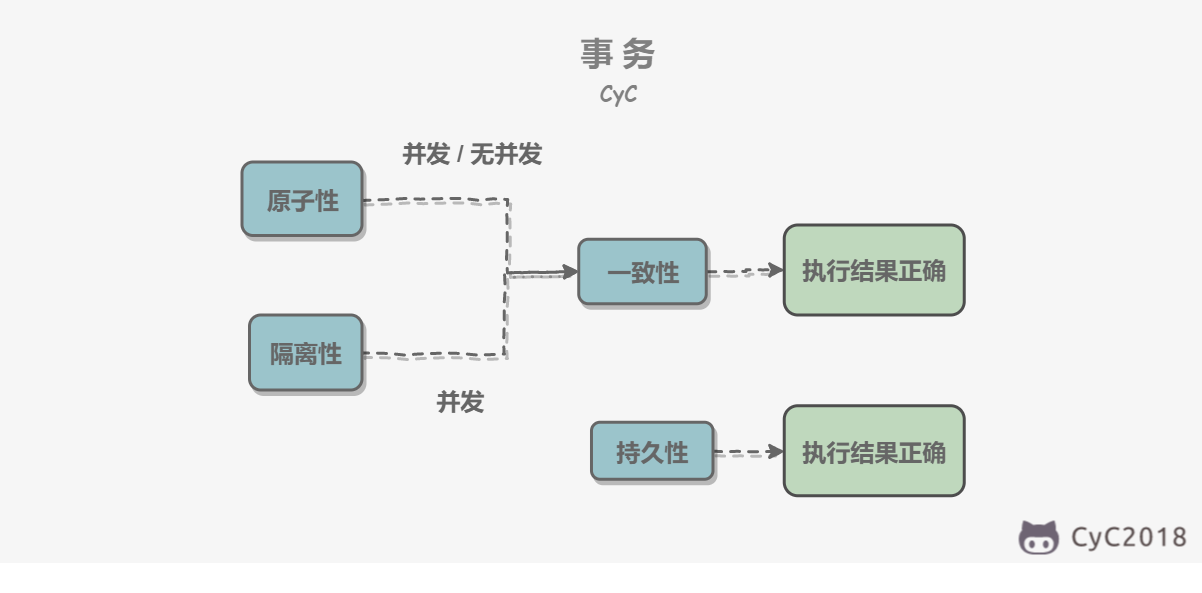 事 务
CyC
并发 / 无并发
原子性
一致性
执行结果正确
隔离性
并发
持久性
执行结果正确
CyC2018